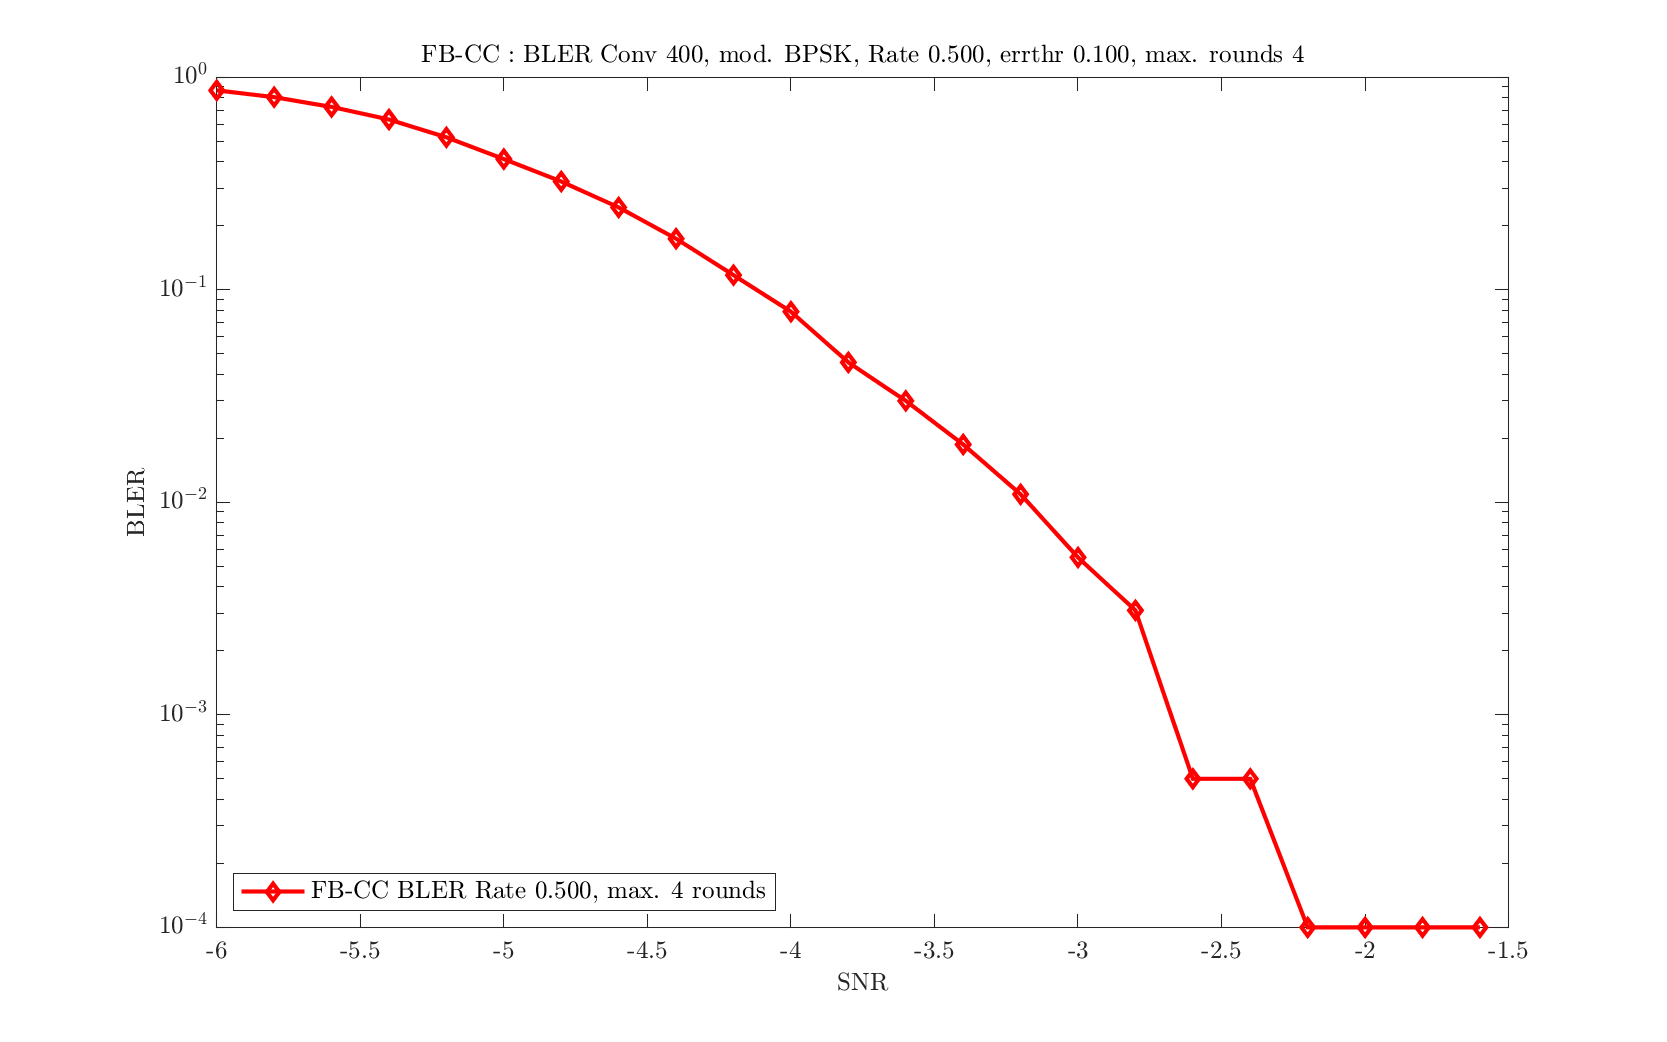 FB-CC : BLER Conv 400, mod. BPSK, Rate 0.500, errthr 0.100, max. rounds 4
10^0
10^-1
10^-2
10^-3
10^-4
BLER
FB-CC BLER Rate 0.500, max. 4 rounds
-6 -5.5 -5 -4.5 -4 -3.5 -3 -2.5 -2 -1.5
SNR